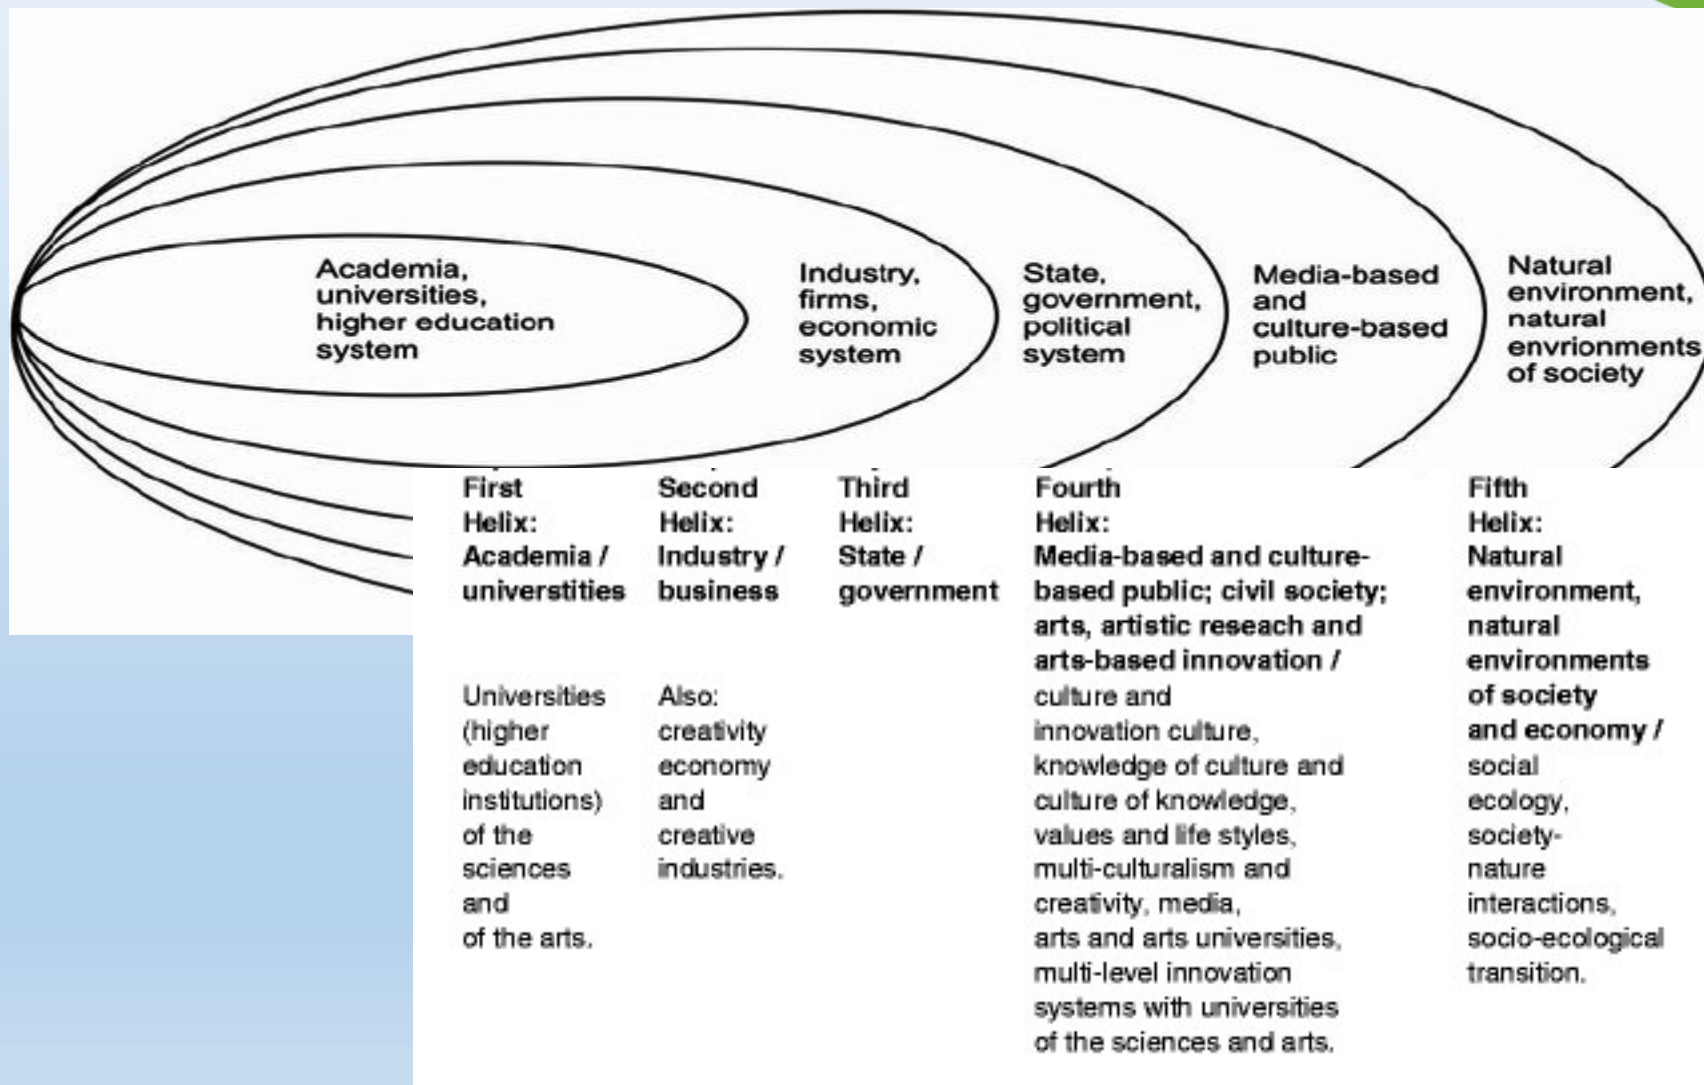 Academia,
universities,
higher education
system
Industry,
firms,
economic
system
State,
government,
political
system
Media-based
and
culture-based
public
Natural
environment,
natural
envrionments
of society
First
Helix:
Academia /
universtities
Universities
(higher
education
institutions)
of the
sciences
and
of the arts.
Second
Helix:
Industry /
business
Also:
creativity
economy
and
creative
industries.
Third
Helix:
State /
government
Fourth
Helix:
Media-based and culture-
based public; civil society;
arts, artistic reseach and
arts-based innovation /
culture and
innovation culture,
knowledge of culture and
culture of knowledge,
values and life styles,
multi-culturalism and
creativity, media,
arts and arts universities,
multi-level innovation
systems with universities
of the sciences and arts.
Fifth
Helix:
Natural
environment,
natural
environments
of society
and economy /
social
ecology,
society-
nature
interactions,
socio-ecological
transition.